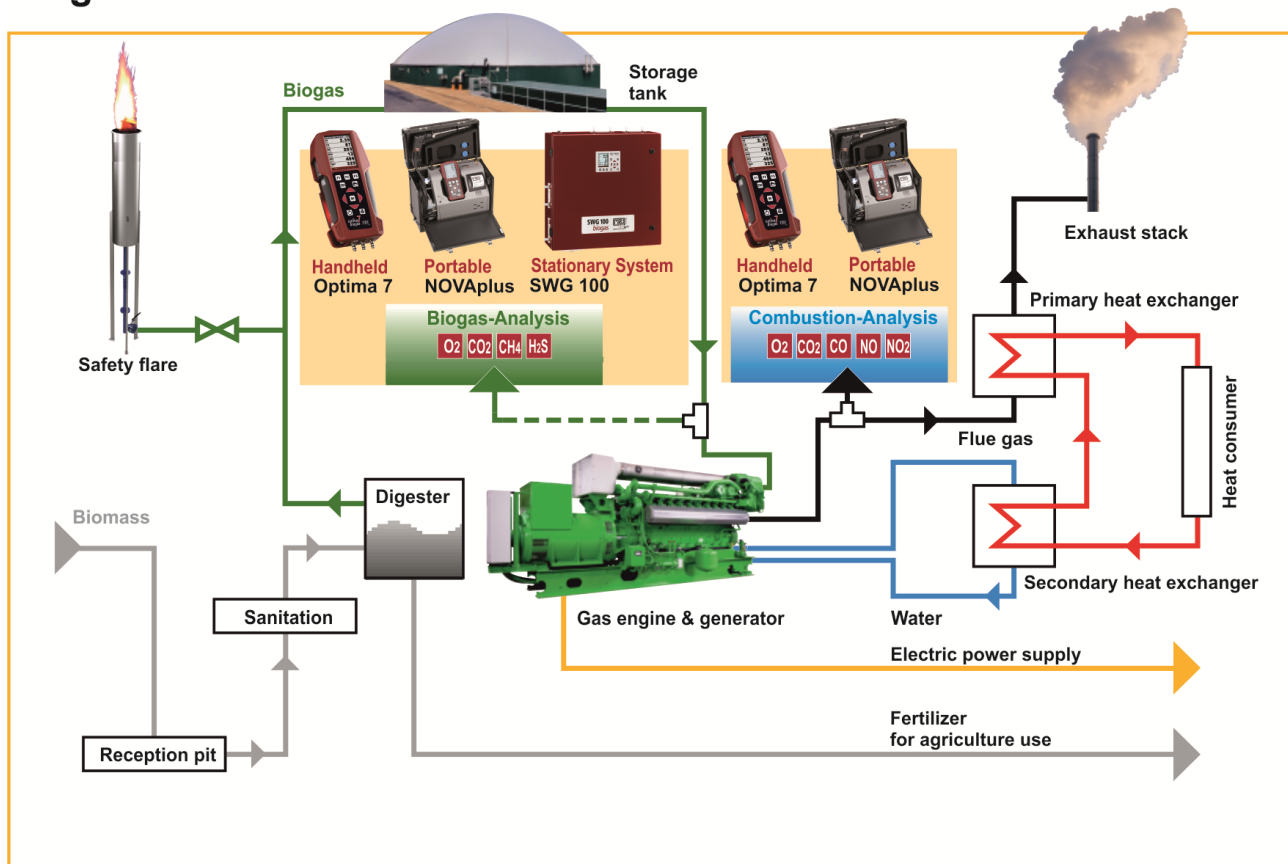 Biogas
Storage
tank
Handheld
Optima 7
Portable
NOVAplus
Stationary System
SWG 100
SWG 100
biogas
Handheld
Optima 7
Portable
NOVAplus
Exhaust stack
Biogas-Analysis
O2 CO2 CH4 H2S
Combustion-Analysis
O2 CO2 CO NO NO2
Primary heat exchanger
Safety flare
Flue gas
Heat consumer
Digester
Biomass
Secondary heat exchanger
Sanitation
Gas engine & generator
Water
Electric power supply
Reception pit
Fertilizer
for agriculture use